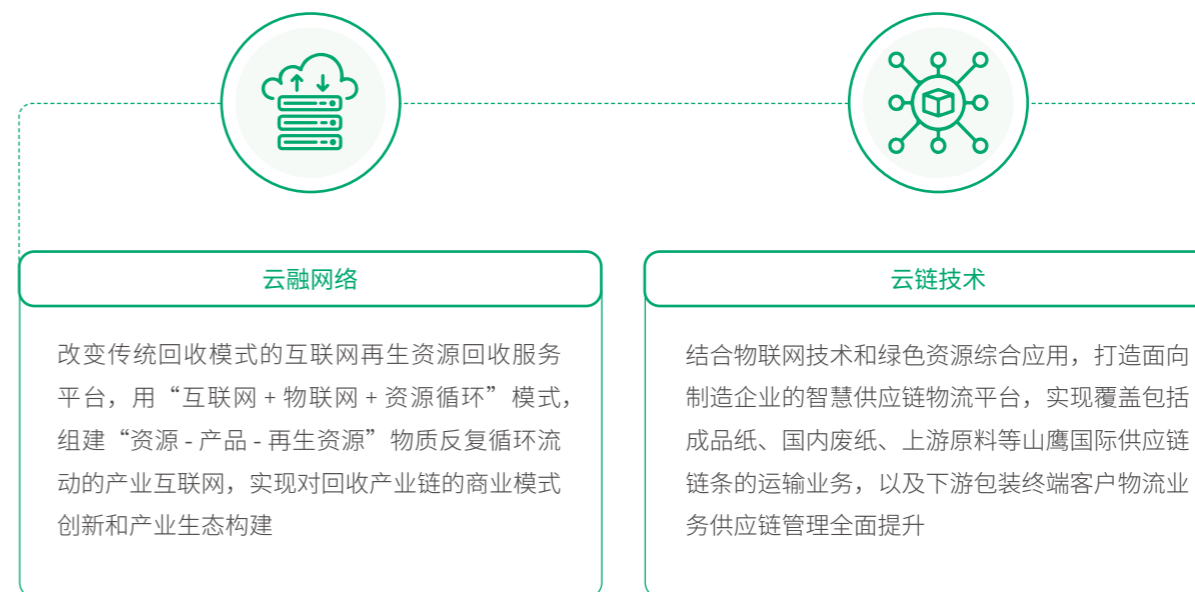 云融网络
改变传统回收模式的互联网再生资源回收服务
平台，用“互联网 + 物联网 + 资源循环”模式，
组建“资源 - 产品 - 再生资源”物质反复循环流
动的产业互联网，实现对回收产业链的商业模式
创新和产业生态构建
云链技术
结合物联网技术和绿色资源综合应用，打造面向
制造企业的智慧供应链物流平台，实现覆盖包括
成品纸、国内废纸、上游原料等山鹰国际供应链
链条的运输业务，以及下游包装终端客户物流业
务供应链管理全面提升